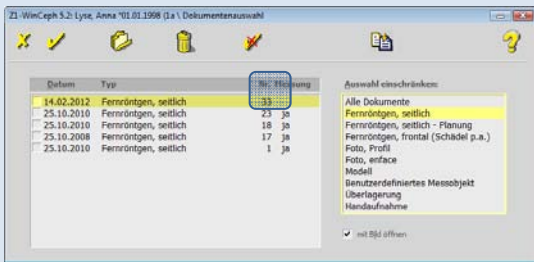 Z1-WinCeph 5.2: Lyse, Anna *01.01.1998 (1a \ Dokumentenauswahl
Datum Typ Nr. Messung
14.02.2012 Fernröntgen, seitlich 33
25.10.2010 Fernröntgen, seitlich 23 ja
25.10.2010 Fernröntgen, seitlich 18 ja
25.10.2008 Fernröntgen, seitlich 17 ja
25.10.2010 Fernröntgen, seitlich 1 ja
Auswahl einschränken:
Alle Dokumente
Fernröntgen, seitlich
Fernröntgen, seitlich - Planung
Fernröntgen, frontal (Schädel p.a.)
Foto, Profil
Foto, enface
Modell
Benutzerdefiniertes Messobjekt
Überlagerung
Handaufnahme
mit Bild öffnen